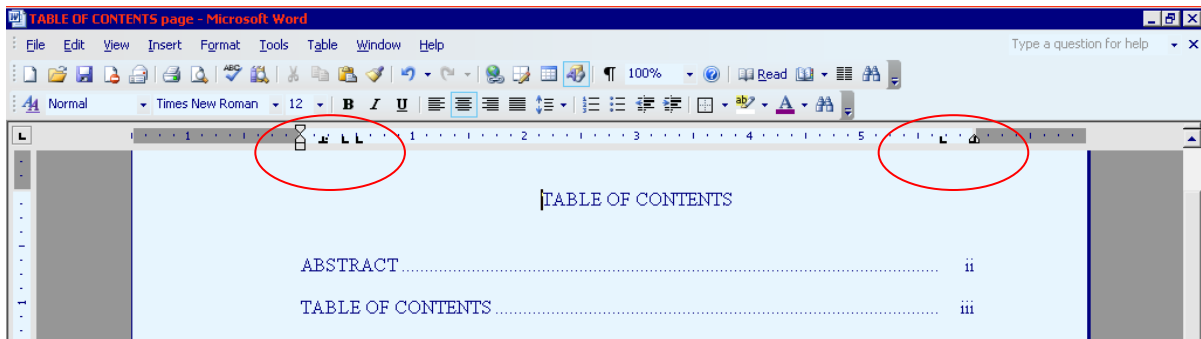 TABLE OF CONTENTS page - Microsoft Word
File Edit View Insert Format Tools Table Window Help Type a question for help
100% Read
Normal Times New Roman 12 B I U
1 1 2 3 4 5
TABLE OF CONTENTS
ABSTRACT ii
TABLE OF CONTENTS iii
1